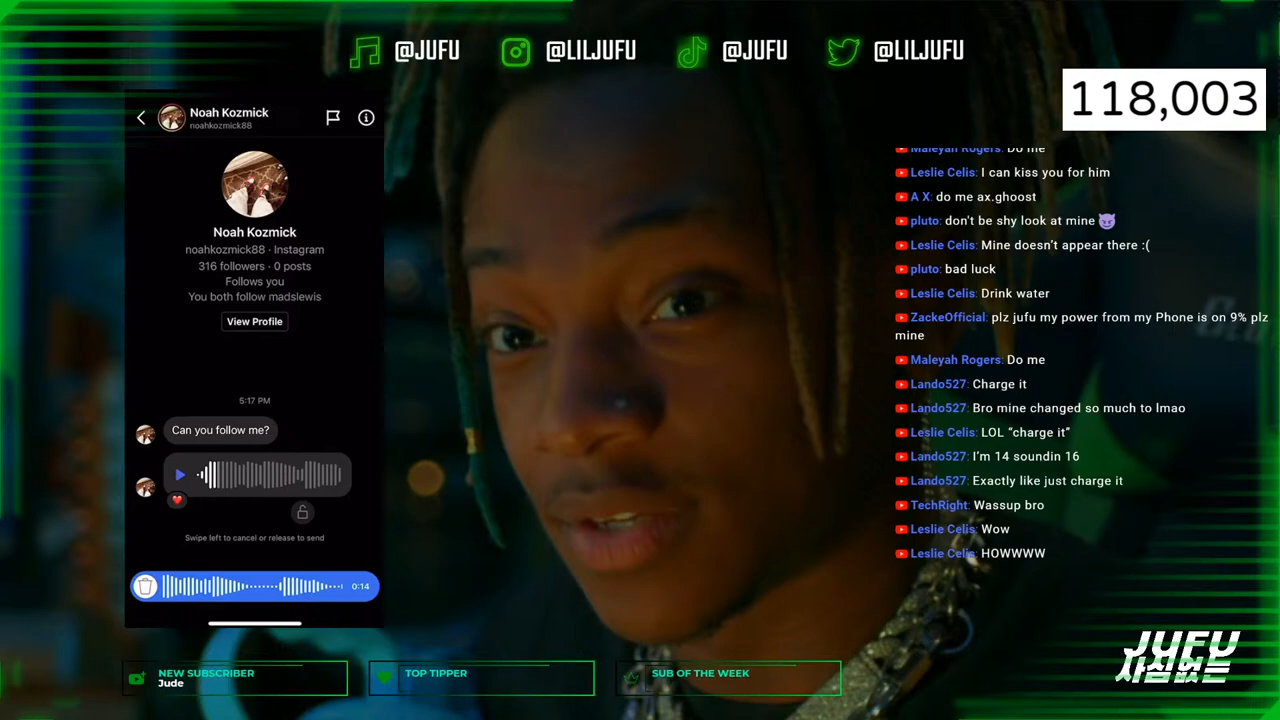 @JUFU @LILJUFU @JUFU @LILJUFU
118,003
Noah Kozmick
noahkozmick88
Noah Kozmick
noahkozmick88 · Instagram
316 followers · 0 posts
Follows you
You both follow madslewis
View Profile
5:17 PM
Can you follow me?
Swipe left to cancel or release to send
0:14
Maleyah Rogers: Do me
Leslie Celis: I can kiss you for him
A X: do me ax.ghoost
pluto: don't be shy look at mine 😈
Leslie Celis: Mine doesn't appear there :(
pluto: bad luck
Leslie Celis: Drink water
ZackeOfficial: plz jufu my power from my Phone is on 9% plz
mine
Maleyah Rogers: Do me
Lando527: Charge it
Lando527: Bro mine changed so much to lmao
Leslie Celis: LOL “charge it”
Lando527: I’m 14 soundin 16
Lando527: Exactly like just charge it
TechRight: Wassup bro
Leslie Celis: Wow
Leslie Celis: HOWWWW
NEW SUBSCRIBER
Jude
TOP TIPPER
SUB OF THE WEEK
JUFU